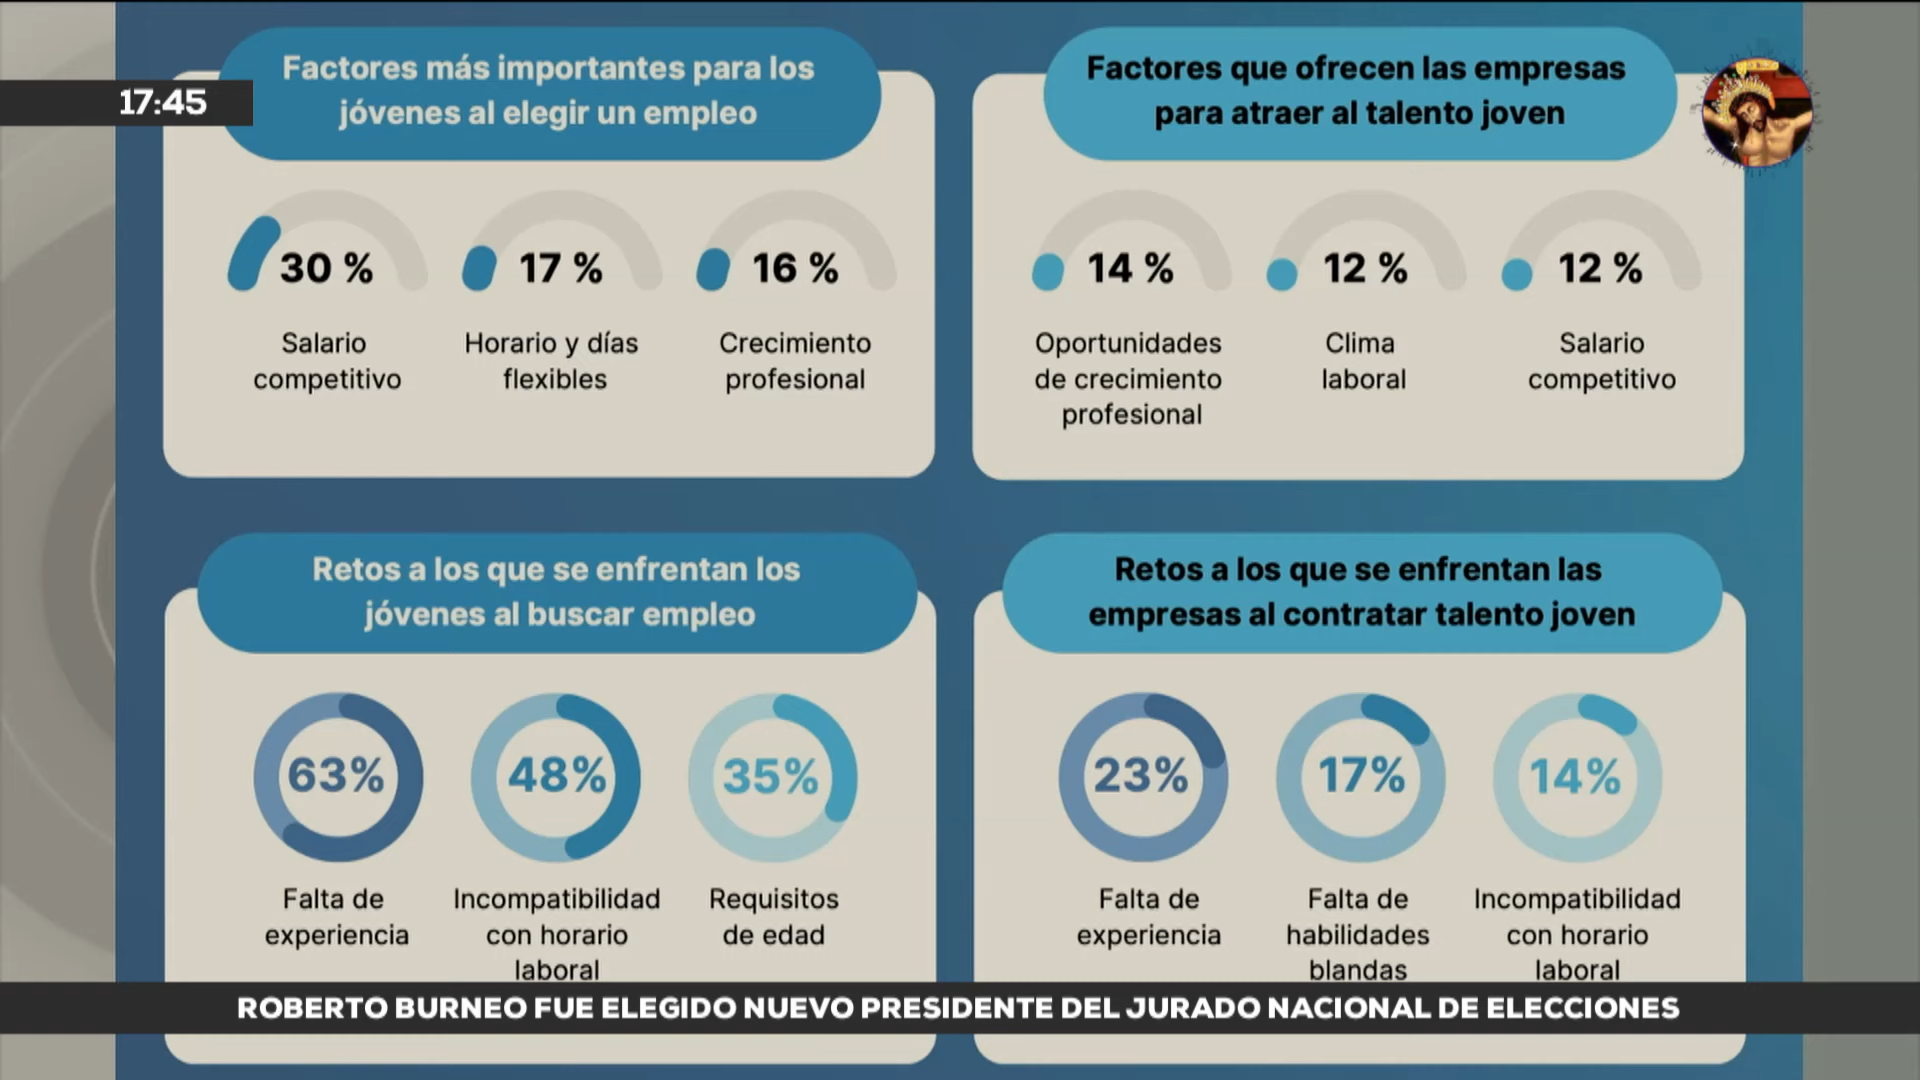 17:45
Factores más importantes para los
jóvenes al elegir un empleo
30 %
17 %
16 %
Salario
competitivo
Horario y días
flexibles
Crecimiento
profesional
Factores que ofrecen las empresas
para atraer al talento joven
14 %
12 %
12 %
Oportunidades
de crecimiento
profesional
Clima
laboral
Salario
competitivo
Retos a los que se enfrentan los
jóvenes al buscar empleo
63%
48%
35%
Falta de
experiencia
Incompatibilidad
con horario
laboral
Requisitos
de edad
Retos a los que se enfrentan las
empresas al contratar talento joven
23%
17%
14%
Falta de
experiencia
Falta de
habilidades
blandas
Incompatibilidad
con horario
laboral
ROBERTO BURNEO FUE ELEGIDO NUEVO PRESIDENTE DEL JURADO NACIONAL DE ELECCIONES